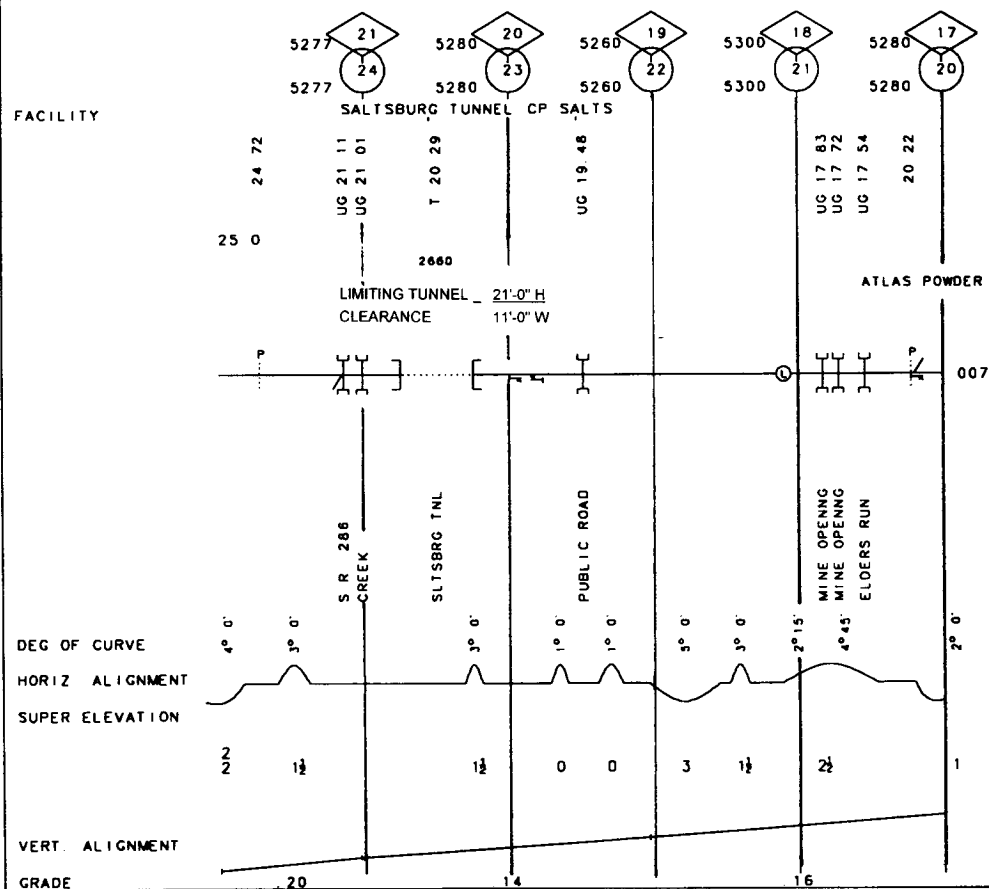 21 20 19 18 17
5277 5280 5260 5300 5280
24 23 22 21 20
5277 5280 5260 5300 5280
SALTSBURG TUNNEL CP SALTS
FACILITY
24 72
UG 21 11
UG 21 01
T 20 29
UG 19.48
UG 17 83
UG 17 72
UG 17 54
20 22
25 0
2660
ATLAS POWDER
LIMITING TUNNEL 21'-0" H
CLEARANCE 11'-0" W
P P
L 007
S R 286
CREEK
SLTSBRG TNL
PUBLIC ROAD
MINE OPENNG
MINE OPENNG
ELDERS RUN
DEG OF CURVE 4° 0' 3° 0' 3° 0' 1° 0' 1° 0' 5° 0' 3° 0' 2° 15' 4° 45' 2° 0'
HORIZ ALIGNMENT
SUPER ELEVATION
2
2 1½ 1½ 0 0 3 1½ 2½ 1
VERT. ALIGNMENT
GRADE .20 14 16